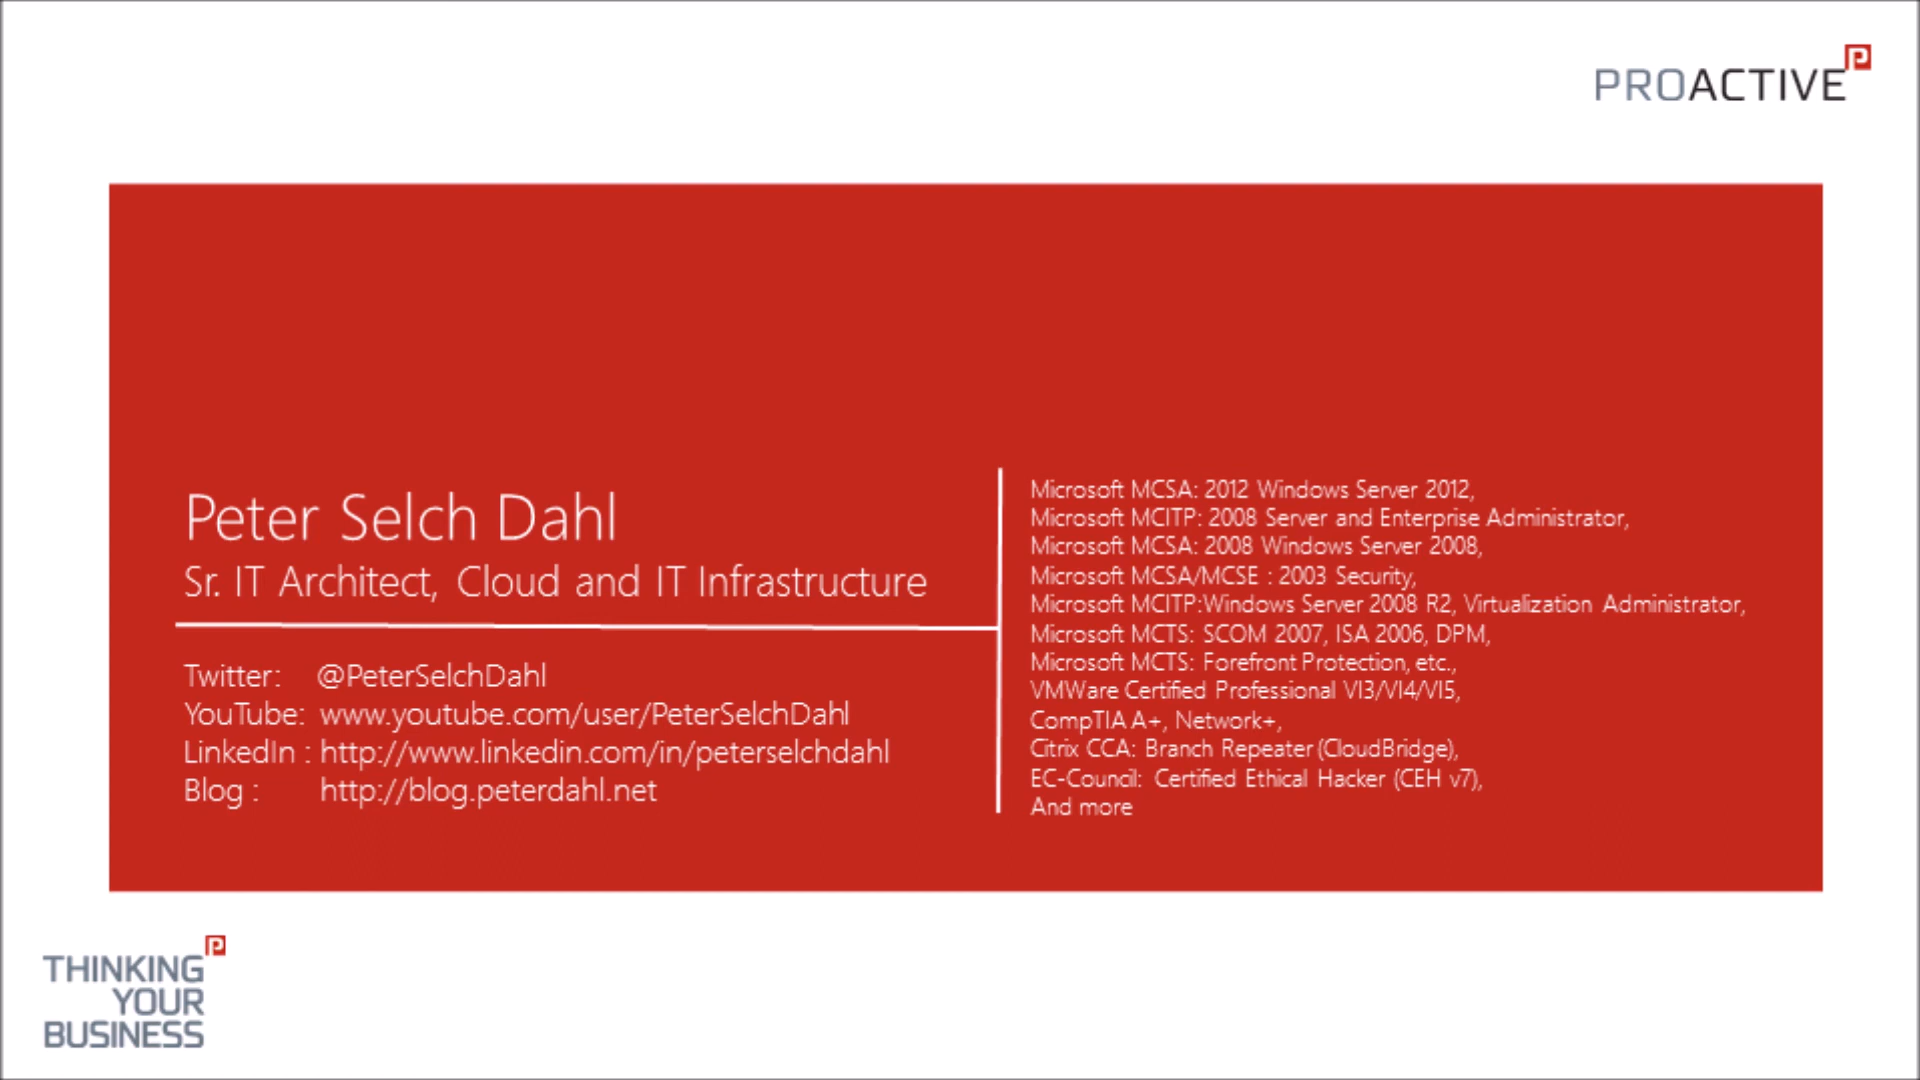 PROACTIVE
Peter Selch Dahl
Sr. IT Architect, Cloud and IT Infrastructure
Twitter: @PeterSelchDahl
YouTube: www.youtube.com/user/PeterSelchDahl
LinkedIn : http://www.linkedin.com/in/peterselchdahl
Blog : http://blog.peterdahl.net
Microsoft MCSA: 2012 Windows Server 2012,
Microsoft MCITP: 2008 Server and Enterprise Administrator,
Microsoft MCSA: 2008 Windows Server 2008,
Microsoft MCSA/MCSE : 2003 Security,
Microsoft MCITP:Windows Server 2008 R2, Virtualization Administrator,
Microsoft MCTS: SCOM 2007, ISA 2006, DPM,
Microsoft MCTS: Forefront Protection, etc.,
VMWare Certified Professional VI3/VI4/VI5,
CompTIA A+, Network+,
Citrix CCA: Branch Repeater (CloudBridge),
EC-Council: Certified Ethical Hacker (CEH v7),
And more
THINKING
YOUR
BUSINESS